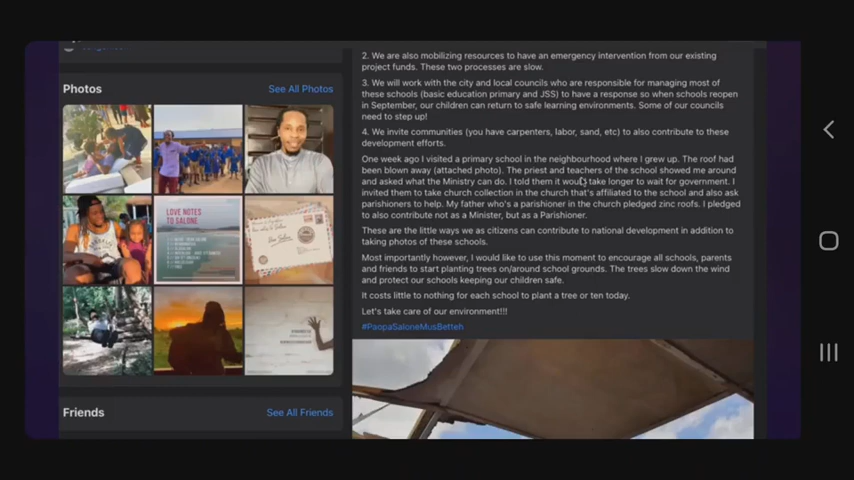 Photos
See All Photos
LOVE NOTES
TO SALONE
Friends
See All Friends
2. We are also mobilizing resources to have an emergency intervention from our existing
project funds. These two processes are slow.
3. We will work with the city and local councils who are responsible for managing most of
these schools (basic education primary and JSS) to have a response so when schools reopen
in September, our children can return to safe learning environments. Some of our councils
need to step up!
4. We invite communities (you have carpenters, labor, sand, etc) to also contribute to these
development efforts.
One week ago I visited a primary school in the neighbourhood where I grew up. The roof had
been blown away (attached photo). The priest and teachers of the school showed me around
and asked what the Ministry can do. I told them it would take longer to wait for government. I
invited them to take church collection in the church that's affiliated to the school and also ask
parishioners to help. My father who's a parishioner in the church pledged zinc roofs. I pledged
to also contribute not as a Minister, but as a Parishioner.
These are the little ways we as citizens can contribute to national development in addition to
taking photos of these schools.
Most importantly however, I would like to use this moment to encourage all schools, parents
and friends to start planting trees on/around school grounds. The trees slow down the wind
and protect our schools keeping our children safe.
It costs little to nothing for each school to plant a tree or ten today.
Let's take care of our environment!!!
#PaopaSaloneMusBetteh